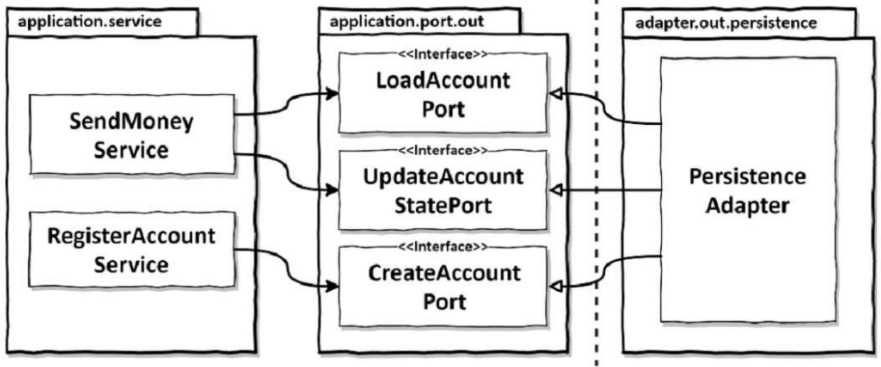 application.service
application.port.out
adapter.out.persistence
SendMoney
Service
RegisterAccount
Service
<<Interface>>
LoadAccount
Port
<<Interface>>
UpdateAccount
StatePort
<<Interface>>
CreateAccount
Port
Persistence
Adapter